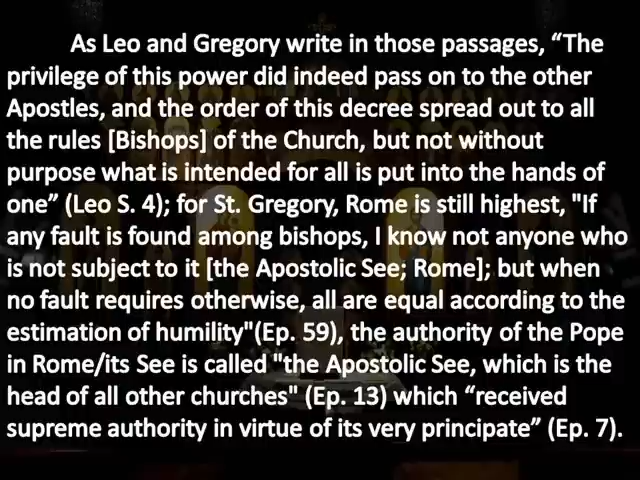 As Leo and Gregory write in those passages, “The
privilege of this power did indeed pass on to the other
Apostles, and the order of this decree spread out to all
the rules [Bishops] of the Church, but not without
purpose what is intended for all is put into the hands of
one” (Leo S. 4); for St. Gregory, Rome is still highest, "If
any fault is found among bishops, I know not anyone who
is not subject to it [the Apostolic See; Rome]; but when
no fault requires otherwise, all are equal according to the
estimation of humility"(Ep. 59), the authority of the Pope
in Rome/its See is called "the Apostolic See, which is the
head of all other churches" (Ep. 13) which “received
supreme authority in virtue of its very principate” (Ep. 7).